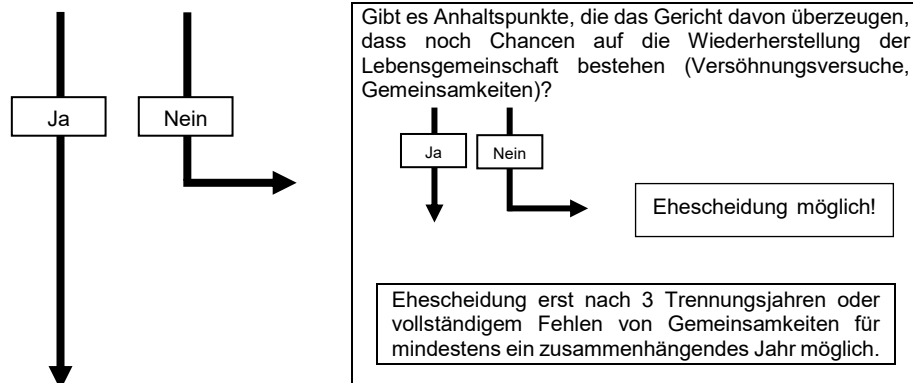 Gibt es Anhaltspunkte, die das Gericht davon überzeugen,
dass noch Chancen auf die Wiederherstellung der
Lebensgemeinschaft bestehen (Versöhnungsversuche,
Gemeinsamkeiten)?
Ja
Nein
Ja
Nein
Ehescheidung möglich!
Ehescheidung erst nach 3 Trennungsjahren oder
vollständigem Fehlen von Gemeinsamkeiten für
mindestens ein zusammenhängendes Jahr möglich.